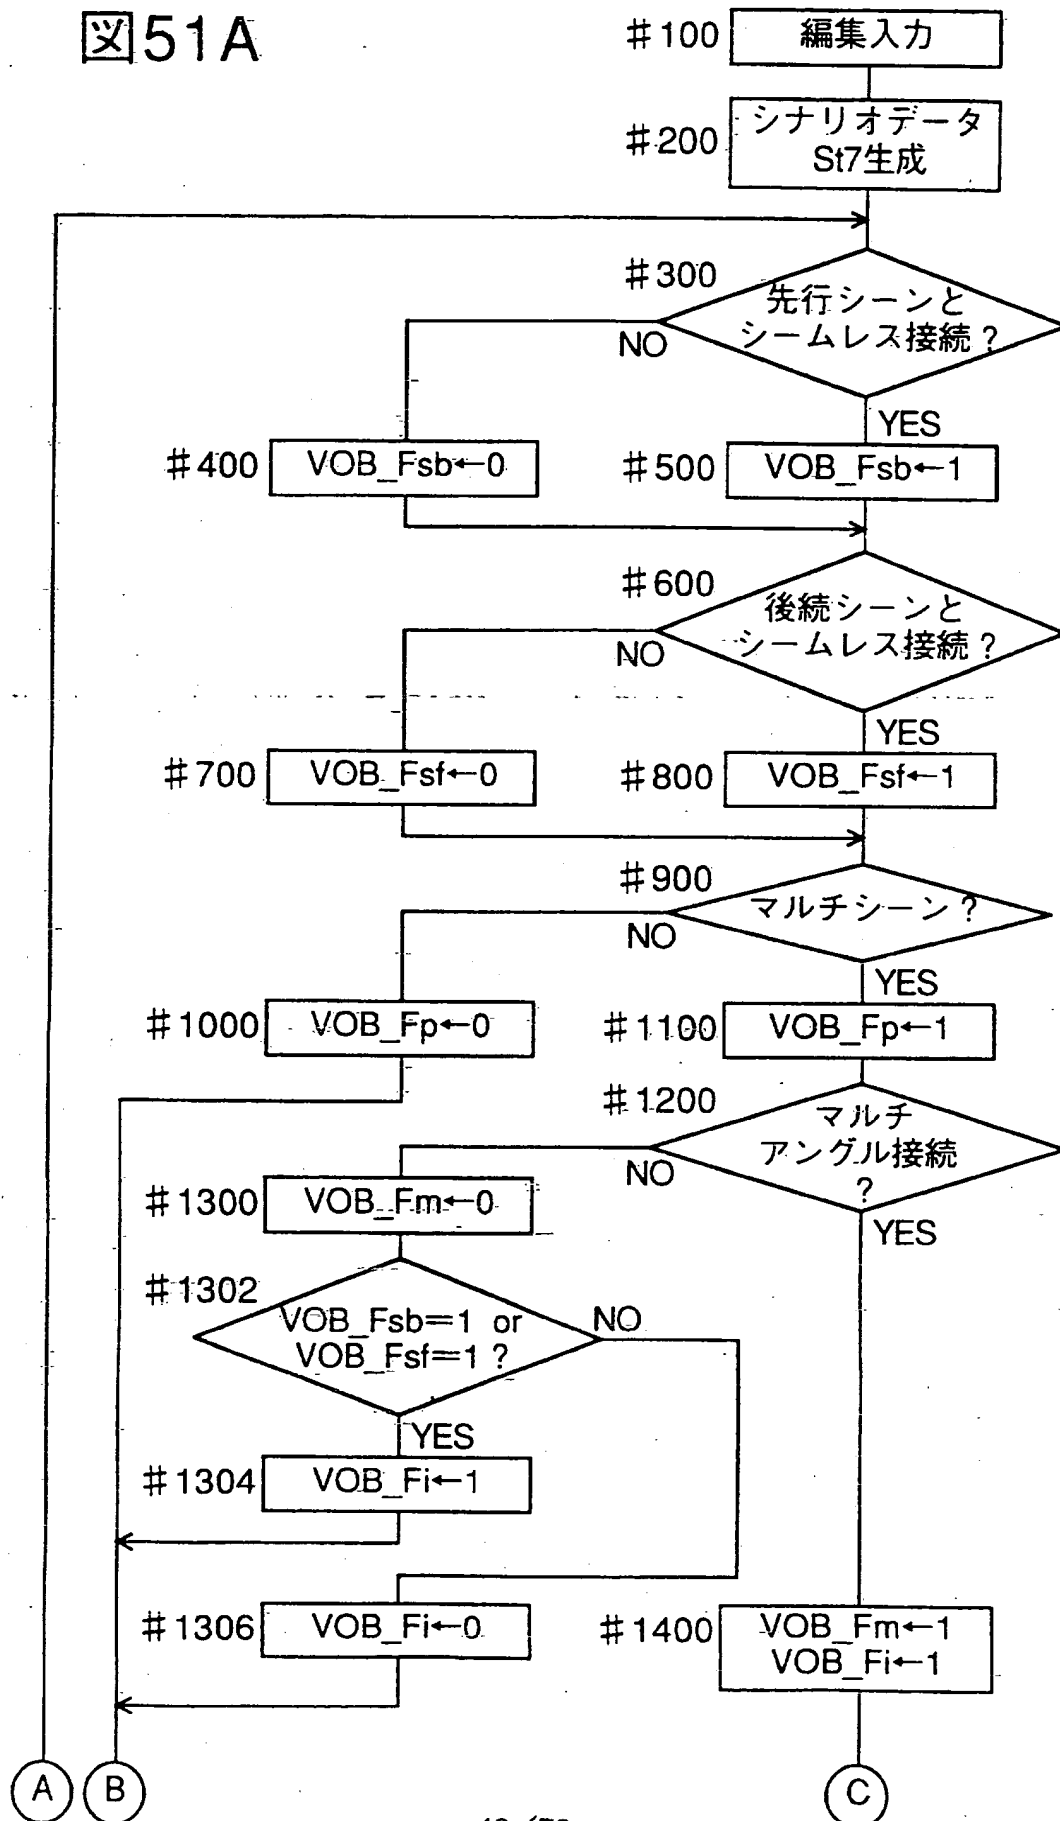 図51A
#100 編集入力
#200 シナリオデータ
St7生成
#300 先行シーンと
シームレス接続?
NO
YES
#400 VOB_Fsb←0
#500 VOB_Fsb←1
#600 後続シーンと
シームレス接続?
NO
YES
#700 VOB_Fsf←0
#800 VOB_Fsf←1
#900 マルチシーン?
NO
YES
#1000 VOB_Fp←0
#1100 VOB_Fp←1
#1200 マルチ
アングル接続
?
NO
YES
#1300 VOB_Fm←0
#1302 VOB_Fsb=1 or
VOB_Fsf=1?
NO
YES
#1304 VOB_Fi←1
#1306 VOB_Fi←0
#1400 VOB_Fm←1
VOB_Fi←1
A
B
C